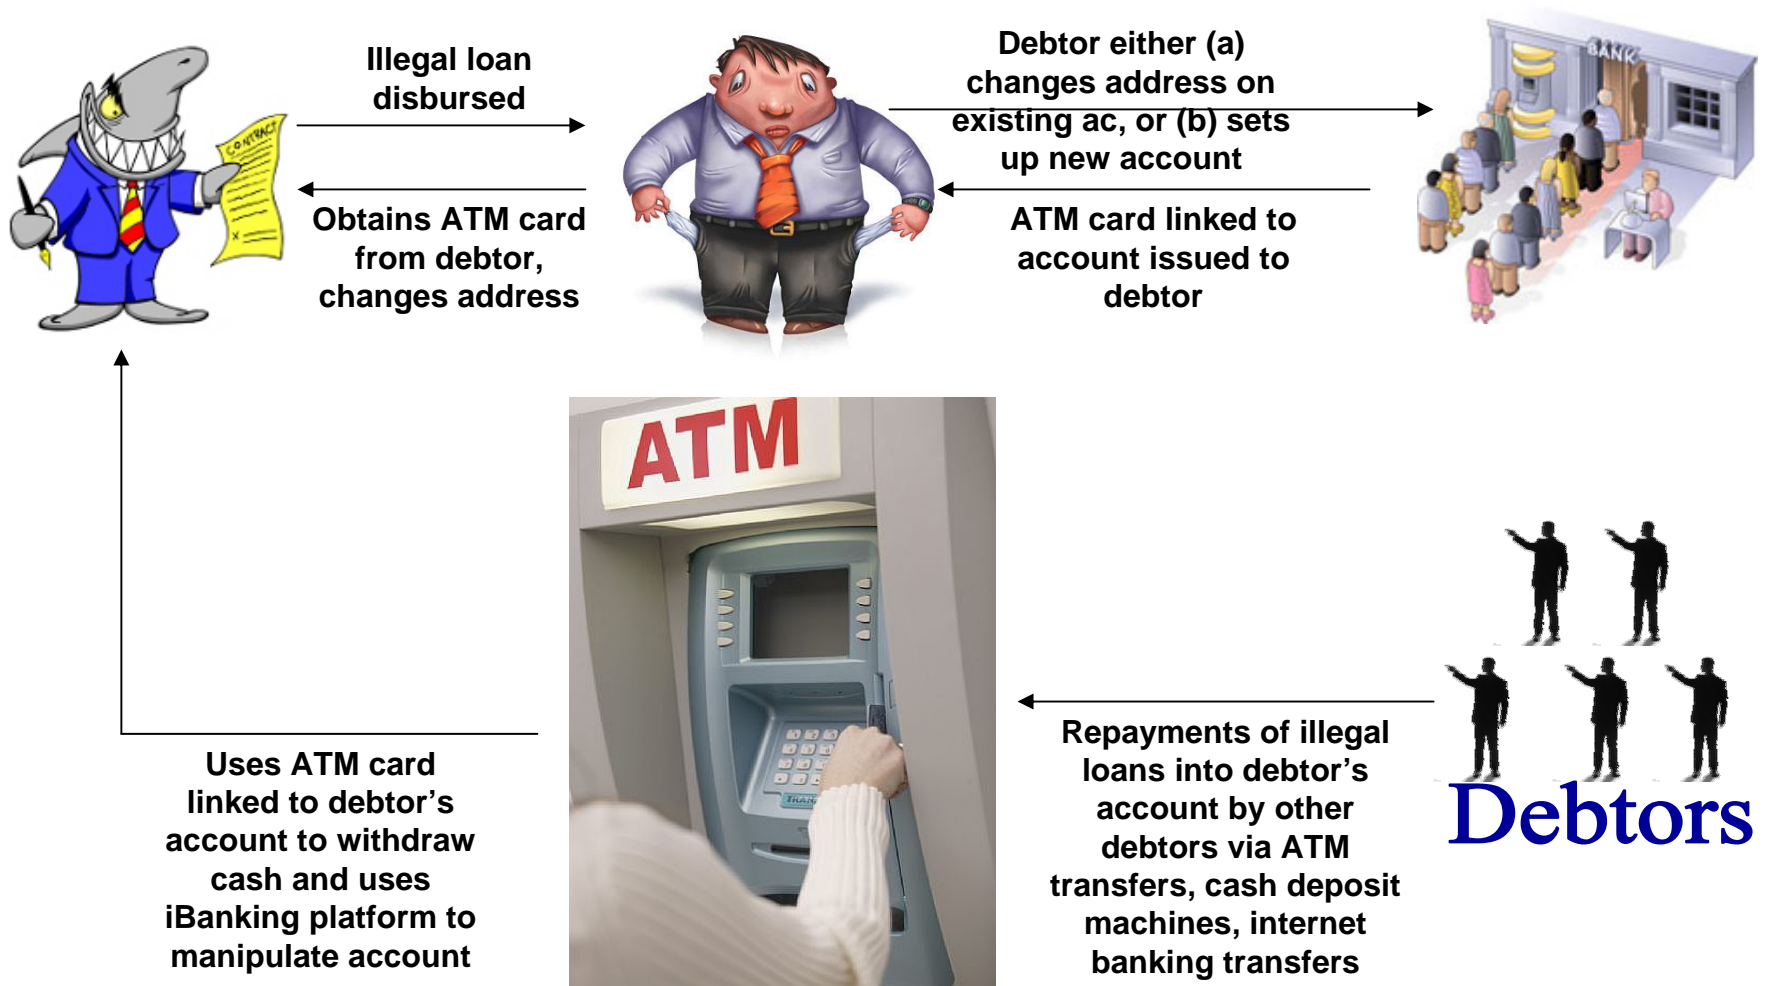 Illegal loan
disbursed
Debtor either (a)
changes address on
existing ac, or (b) sets
up new account
BANK
CONTRACT
X
Obtains ATM card
from debtor,
changes address
ATM card linked to
account issued to
debtor
ATM
Uses ATM card
linked to debtor’s
account to withdraw
cash and uses
iBanking platform to
manipulate account
Repayments of illegal
loans into debtor’s
account by other
debtors via ATM
transfers, cash deposit
machines, internet
banking transfers
Debtors